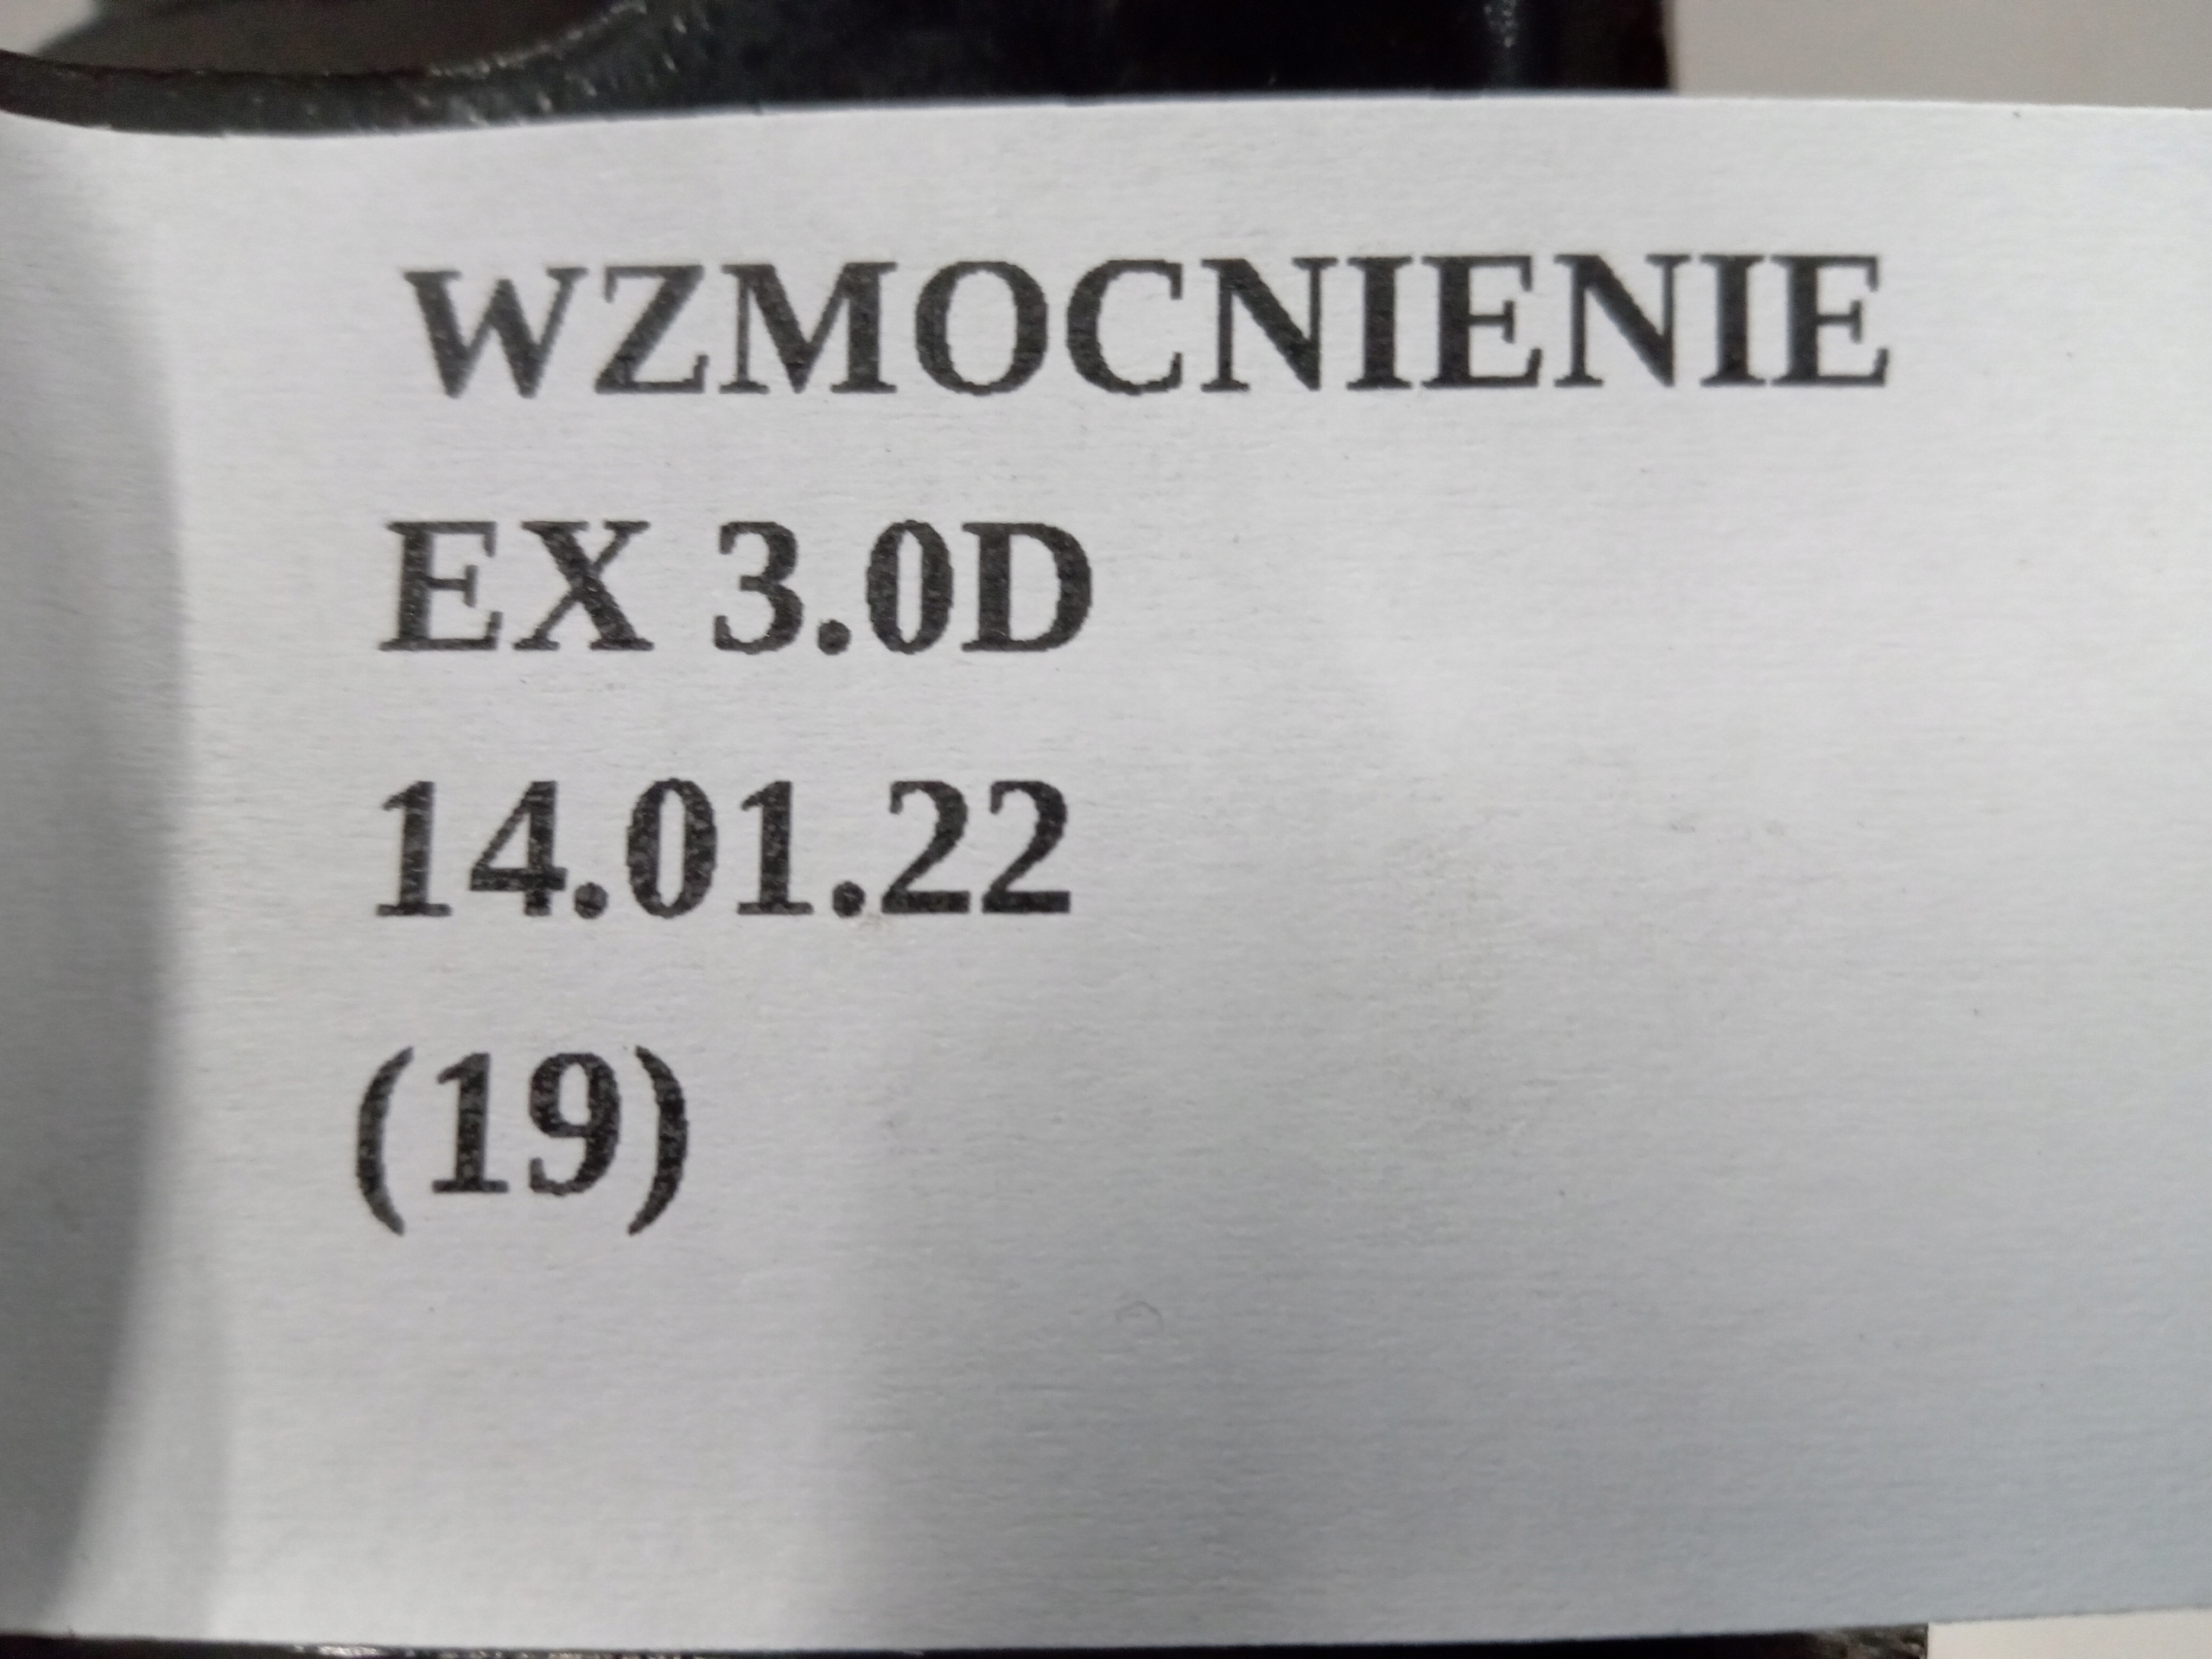 WZMOCNIENIE
EX 3.0D
14.01.22
(19)